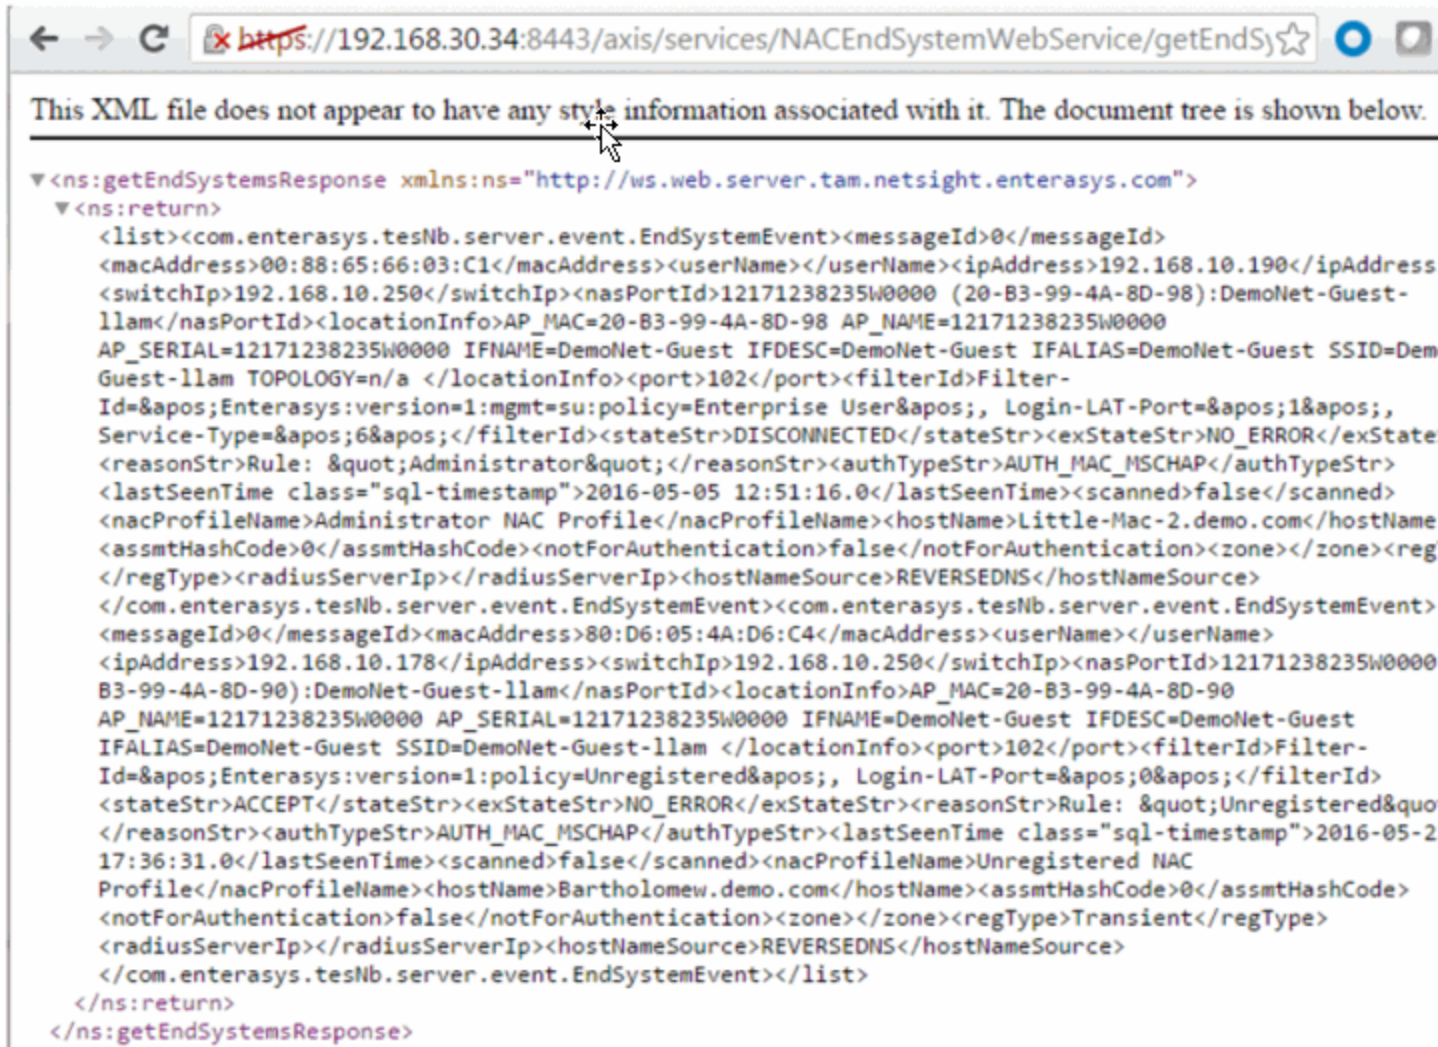 https://192.168.30.34:8443/axis/services/NACEndSystemWebService/getEndSy
This XML file does not appear to have any style information associated with it. The document tree is shown below.
<ns:getEndSystemsResponse xmlns:ns="http://ws.web.server.tam.netsight.enterasys.com">
<ns:return>
<list><com.enterasys.tesNb.server.event.EndSystemEvent><messageId>0</messageId>
<macAddress>00:88:65:66:03:C1</macAddress><userName></userName><ipAddress>192.168.10.190</ipAddress
<switchIp>192.168.10.250</switchIp><nasPortId>12171238235W0000 (20-B3-99-4A-8D-98):DemoNet-Guest-
llam</nasPortId><locationInfo>AP_MAC=20-B3-99-4A-8D-98 AP_NAME=12171238235W0000
AP_SERIAL=12171238235W0000 IFNAME=DemoNet-Guest IFDESC=DemoNet-Guest IFALIAS=DemoNet-Guest SSID=Dem
Guest-llam TOPOLOGY=n/a </locationInfo><port>102</port><filterId>Filter-
Id=&apos;Enterasys:version=1:mgmt=su:policy=Enterprise User&apos;, Login-LAT-Port=&apos;1&apos;,
Service-Type=&apos;6&apos;</filterId><stateStr>DISCONNECTED</stateStr><exStateStr>NO_ERROR</exState
<reasonStr>Rule: &quot;Administrator&quot;</reasonStr><authTypeStr>AUTH_MAC_MSCHAP</authTypeStr>
<lastSeenTime class="sql-timestamp">2016-05-05 12:51:16.0</lastSeenTime><scanned>false</scanned>
<nacProfileName>Administrator NAC Profile</nacProfileName><hostName>Little-Mac-2.demo.com</hostName
<assmtHashCode>0</assmtHashCode><notForAuthentication>false</notForAuthentication><zone></zone><reg
</regType><radiusServerIp></radiusServerIp><hostNameSource>REVERSEDNS</hostNameSource>
</com.enterasys.tesNb.server.event.EndSystemEvent><com.enterasys.tesNb.server.event.EndSystemEvent>
<messageId>0</messageId><macAddress>80:D6:05:4A:D6:C4</macAddress><userName></userName>
<ipAddress>192.168.10.178</ipAddress><switchIp>192.168.10.250</switchIp><nasPortId>12171238235W0000
B3-99-4A-8D-90):DemoNet-Guest-llam</nasPortId><locationInfo>AP_MAC=20-B3-99-4A-8D-90
AP_NAME=12171238235W0000 AP_SERIAL=12171238235W0000 IFNAME=DemoNet-Guest IFDESC=DemoNet-Guest
IFALIAS=DemoNet-Guest SSID=DemoNet-Guest-llam </locationInfo><port>102</port><filterId>Filter-
Id=&apos;Enterasys:version=1:policy=Unregistered&apos;, Login-LAT-Port=&apos;0&apos;</filterId>
<stateStr>ACCEPT</stateStr><exStateStr>NO_ERROR</exStateStr><reasonStr>Rule: &quot;Unregistered&quo
</reasonStr><authTypeStr>AUTH_MAC_MSCHAP</authTypeStr><lastSeenTime class="sql-timestamp">2016-05-2
17:36:31.0</lastSeenTime><scanned>false</scanned><nacProfileName>Unregistered NAC
Profile</nacProfileName><hostName>Bartholomew.demo.com</hostName><assmtHashCode>0</assmtHashCode>
<notForAuthentication>false</notForAuthentication><zone></zone><regType>Transient</regType>
<radiusServerIp></radiusServerIp><hostNameSource>REVERSEDNS</hostNameSource>
</com.enterasys.tesNb.server.event.EndSystemEvent></list>
</ns:return>
</ns:getEndSystemsResponse>